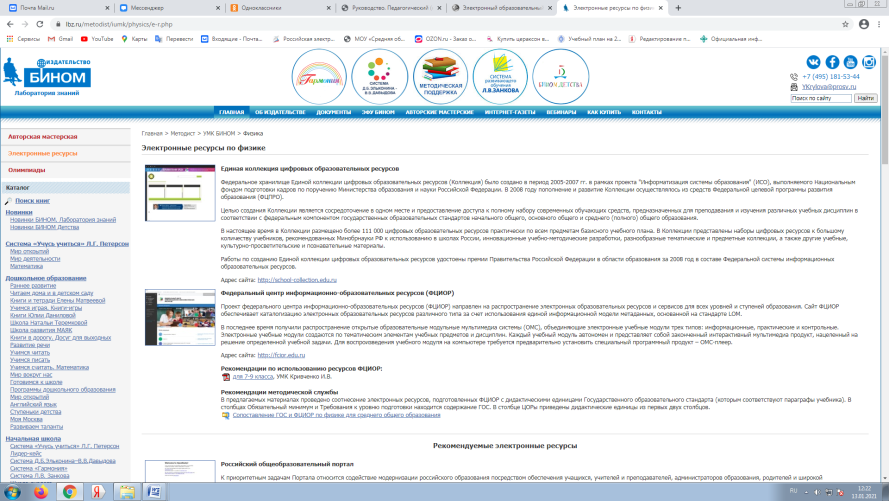 Почта Mail.ru
Мессенджер
Одноклассники
Руководство. Педагогический с
Электронный образовательный
Электронные ресурсы по физи
lbz.ru/metodist/iumk/physics/e-r.php
Сервисы
Gmail
YouTube
Карты
Перевести
Входящие - Почта...
Российская электр...
МОУ «Средняя об...
OZON.ru - Заказ о...
Купить церакссон в...
Учебный план на 2...
Редактирование п...
Официальная инф...
ИЗДАТЕЛЬСТВО
БИНОМ
Лаборатория знаний
Гармония
СИСТЕМА
Д.Б. ЭЛЬКОНИНА -
В.В. ДАВЫДОВА
МЕТОДИЧЕСКАЯ
ПОДДЕРЖКА
СИСТЕМА
РАЗВИВАЮЩЕГО
ОБУЧЕНИЯ
Л.В.ЗАНКОВА
БИНОМ ДЕТСТВА
+7 (495) 181-53-44
YKrylova@prosv.ru
Поиск по сайту
Найти
ГЛАВНАЯ ОБ ИЗДАТЕЛЬСТВЕ ДОКУМЕНТЫ ЭФУ БИНОМ АВТОРСКИЕ МАСТЕРСКИЕ ИНТЕРНЕТ-ГАЗЕТЫ ВЕБИНАРЫ КАК КУПИТЬ КОНТАКТЫ
Авторская мастерская
Электронные ресурсы
Олимпиады
Каталог
Поиск книг
Новинки
Новинки БИНОМ. Лаборатория знаний
Новинки БИНОМ Детства
Система «Учусь учиться» Л.Г. Петерсон
Мир открытий
Мир деятельности
Математика
Дошкольное образование
Раннее развитие
Читаем дома и в детском саду
Книги и тетради Елены Матвеевой
Учимся играя. Книги-игры
Книги Юлии Даниловой
Школа Натальи Теремковой
Школа развития МАЯК
Книги в дорогу. Досуг для выходных
Развитие речи
Учимся читать
Учимся писать
Учимся считать. Математика
Мир вокруг нас
Готовимся к школе
Программы дошкольного образования
Мир открытий
Английский язык
Ступеньки детства
Моя Москва
Развиваем таланты
Начальная школа
Система «Учусь учиться» Л.Г. Петерсон
Лидер-кейс
Система Д.Б.Эльконина-В.В.Давыдова
Система «Гармония»
Система Л.В. Занкова
Главная > Методист > УМК БИНОМ > Физика
Электронные ресурсы по физике
Единая коллекция цифровых образовательных ресурсов
Федеральное хранилище Единой коллекции цифровых образовательных ресурсов (Коллекция) было создано в период 2005-2007 гг. в рамках проекта "Информатизация системы образования" (ИСО), выполняемого Национальным
фондом подготовки кадров по поручению Министерства образования и науки Российской Федерации. В 2008 году пополнение и развитие Коллекции осуществлялось из средств Федеральной целевой программы развития
образования (ФЦПРО).
Целью создания Коллекции является сосредоточение в одном месте и предоставление доступа к полному набору современных обучающих средств, предназначенных для преподавания и изучения различных учебных дисциплин в
соответствии с федеральным компонентом государственных образовательных стандартов начального общего, основного общего и среднего (полного) общего образования.
В настоящее время в Коллекции размещено более 111 000 цифровых образовательных ресурсов практически по всем предметам базисного учебного плана. В Коллекции представлены наборы цифровых ресурсов к большому
количеству учебников, рекомендованных Минобрнауки РФ к использованию в школах России, инновационные учебно-методические разработки, разнообразные тематические и предметные коллекции, а также другие учебные,
культурно-просветительские и познавательные материалы.
Работы по созданию Единой коллекции цифровых образовательных ресурсов удостоены премии Правительства Российской Федерации в области образования за 2008 год в составе Федеральной системы информационных
образовательных ресурсов.
Адрес сайта: http://school-collection.edu.ru
Федеральный центр информационно-образовательных ресурсов (ФЦИОР)
Проект федерального центра информационно-образовательных ресурсов (ФЦИОР) направлен на распространение электронных образовательных ресурсов и сервисов для всех уровней и ступеней образования. Сайт ФЦИОР
обеспечивает каталогизацию электронных образовательных ресурсов различного типа за счет использования единой информационной модели метаданных, основанной на стандарте LOM.
В последнее время получили распространение открытые образовательные модульные мультимедиа системы (ОМС), объединяющие электронные учебные модули трех типов: информационные, практические и контрольные.
Электронные учебные модули создаются по тематическим элементам учебных предметов и дисциплин. Каждый учебный модуль автономен и представляет собой законченный интерактивный мультимедиа продукт, нацеленный на
решение определенной учебной задачи. Для воспроизведения учебного модуля на компьютере требуется предварительно установить специальный программный продукт – ОМС-плеер.
Адрес сайта: http://fcior.edu.ru
Рекомендации по использованию ресурсов ФЦИОР:
для 7-9 класса, УМК Кривченко И.В.
Рекомендации методической службы
В предлагаемых материалах проведено соотнесение электронных ресурсов, подготовленных ФЦИОР с дидактическими единицами Государственного образовательного стандарта (которым соответствуют параграфы учебника). В
столбцах Обязательный минимум и Требования к уровню подготовки находится содержание ГОС. В столбце ЦОРы приведены дидактические единицы из первых двух столбцов.
Сопоставление ГОС и ФЦИОР по физике для среднего общего образования
Рекомендуемые электронные ресурсы
Российский общеобразовательный портал
К приоритетным задачам Портала относится содействие модернизации российского образования посредством обеспечения учащихся, учителей и преподавателей, администраторов образования, родителей и широкой
RU
12:22
13.01.2021